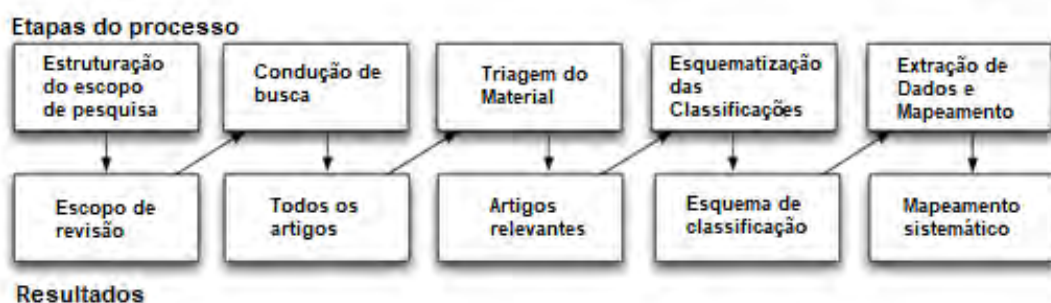 Etapas do processo
Estruturação
do escopo
de pesquisa
Condução de
busca
Triagem do
Material
Esquematização
das
Classificações
Extração de
Dados e
Mapeamento
Escopo de
revisão
Todos os
artigos
Artigos
relevantes
Esquema de
classificação
Mapeamento
sistemático
Resultados